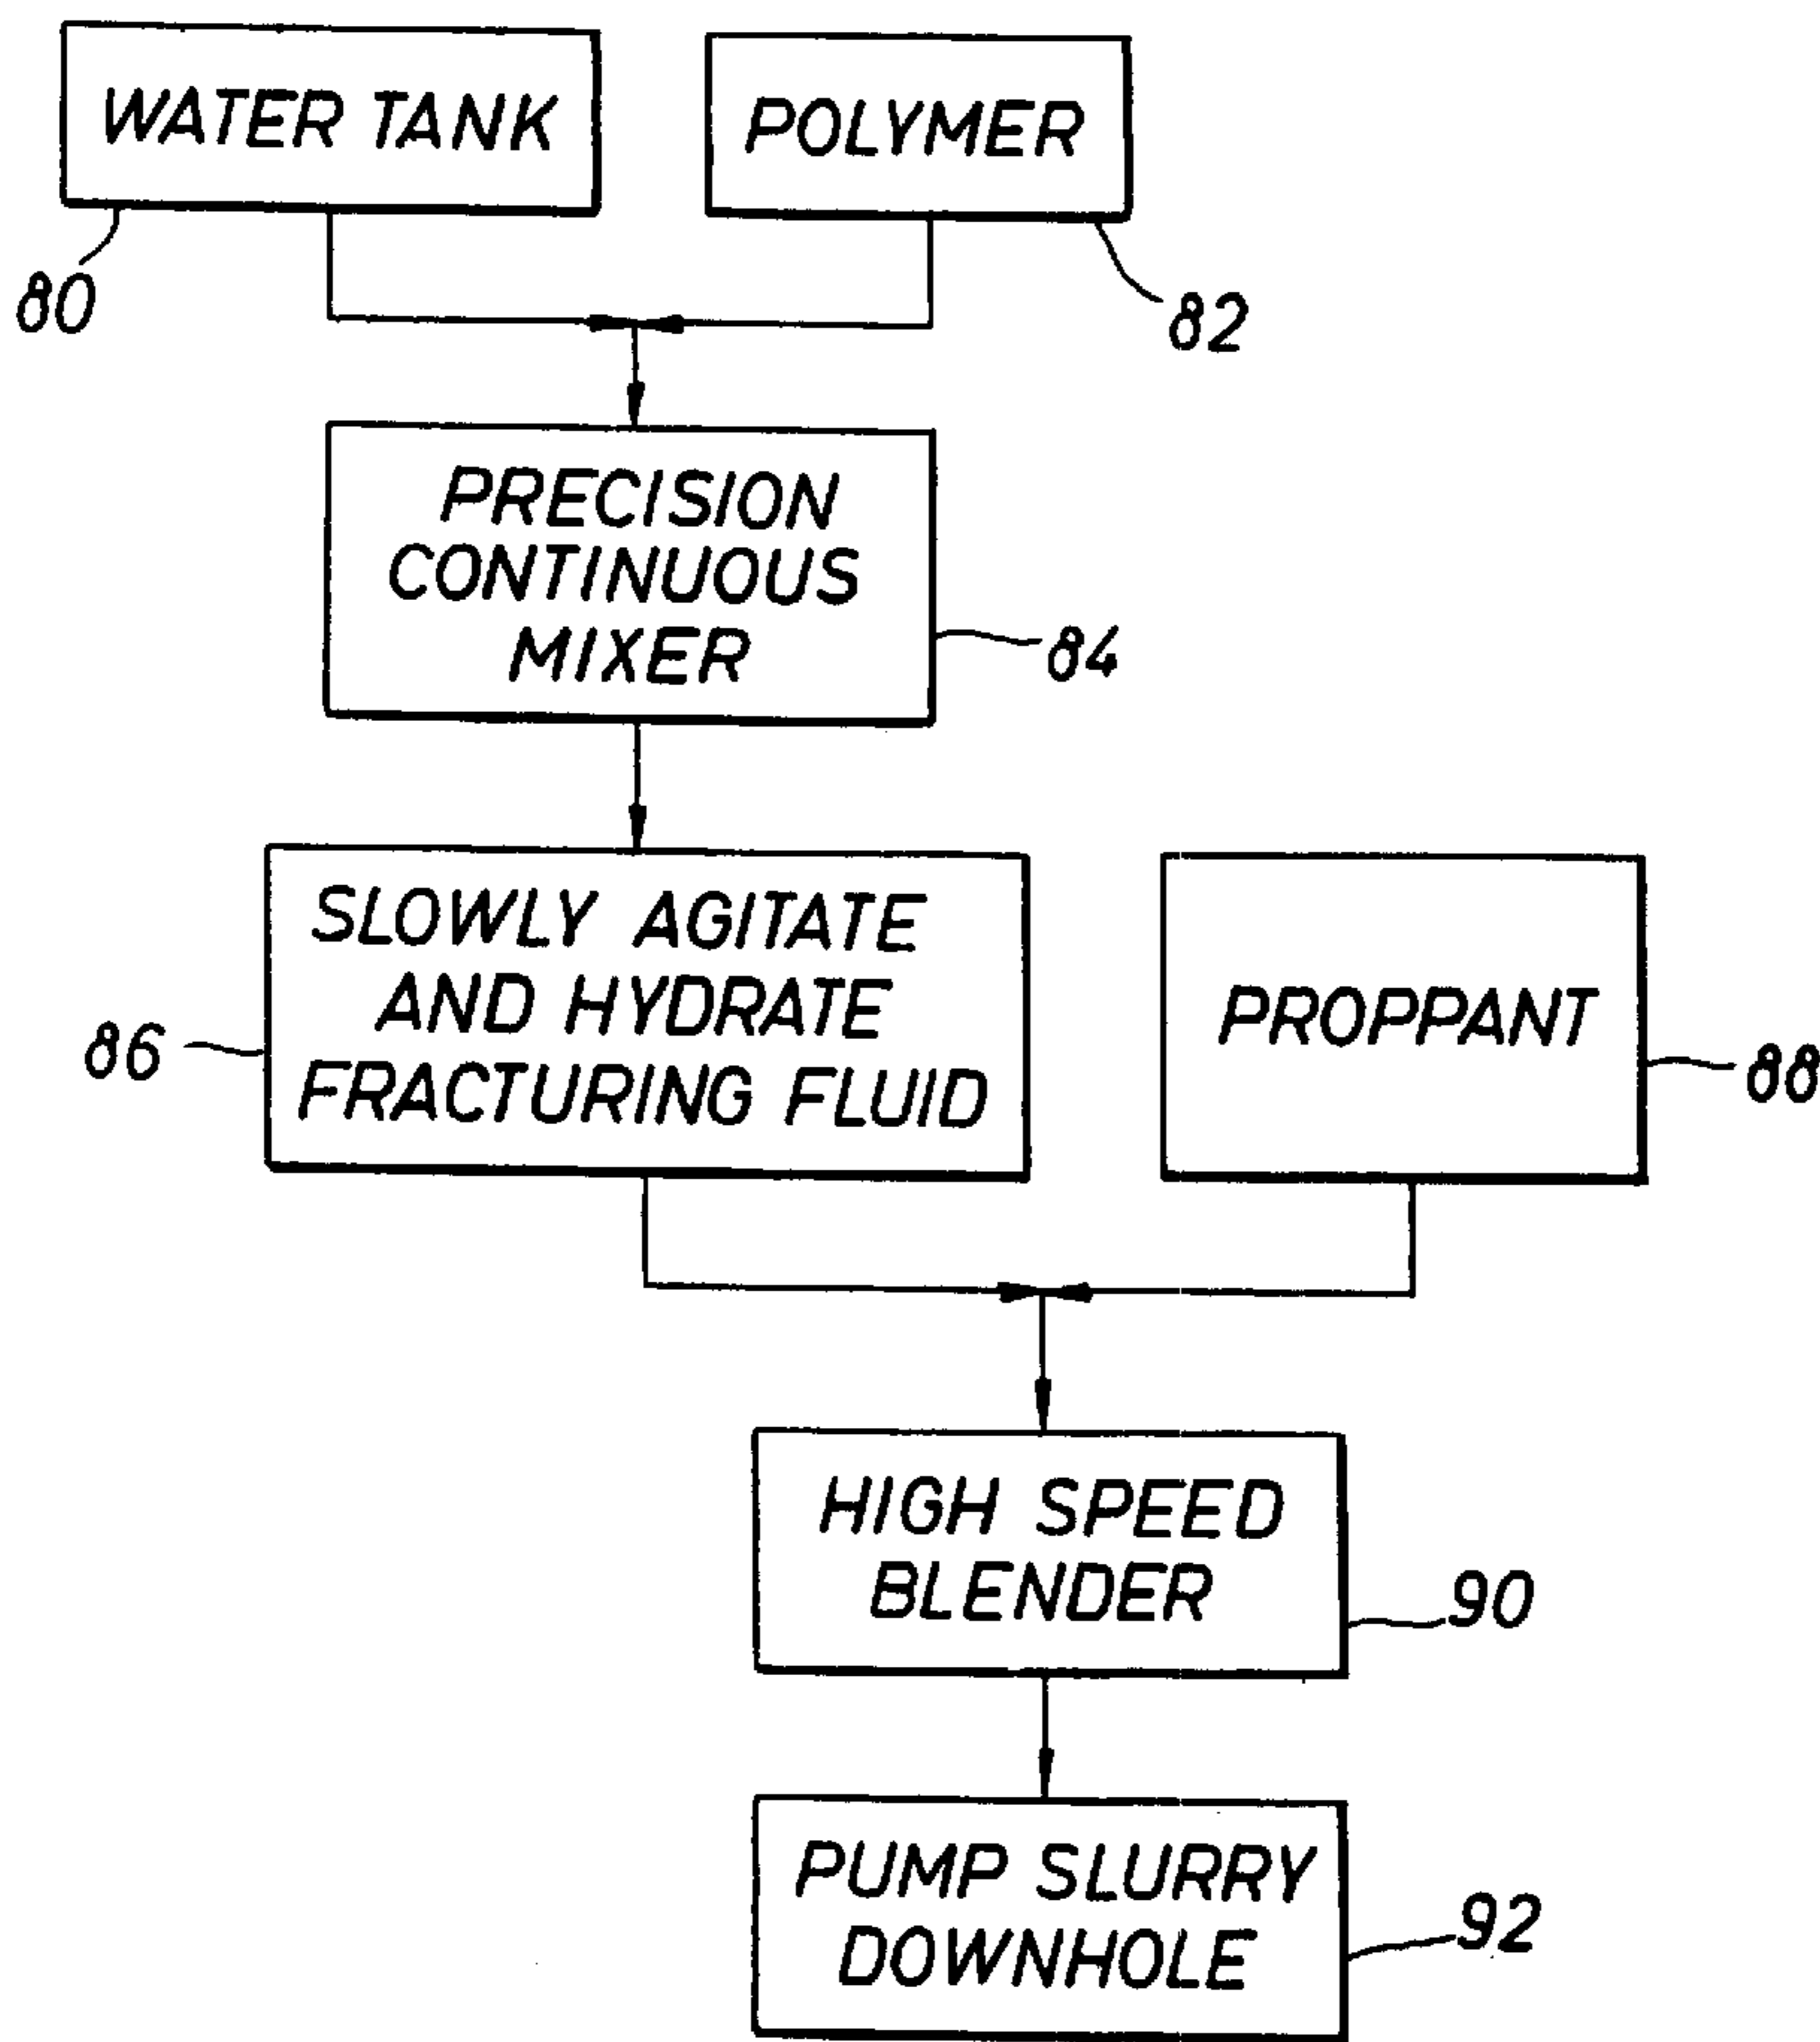 WATER TANK
POLYMER
80
82
PRECISION
CONTINUOUS
MIXER
84
SLOWLY AGITATE
AND HYDRATE
FRACTURING FLUID
86
PROPPANT
88
HIGH SPEED
BLENDER
90
PUMP SLURRY
DOWNHOLE
92